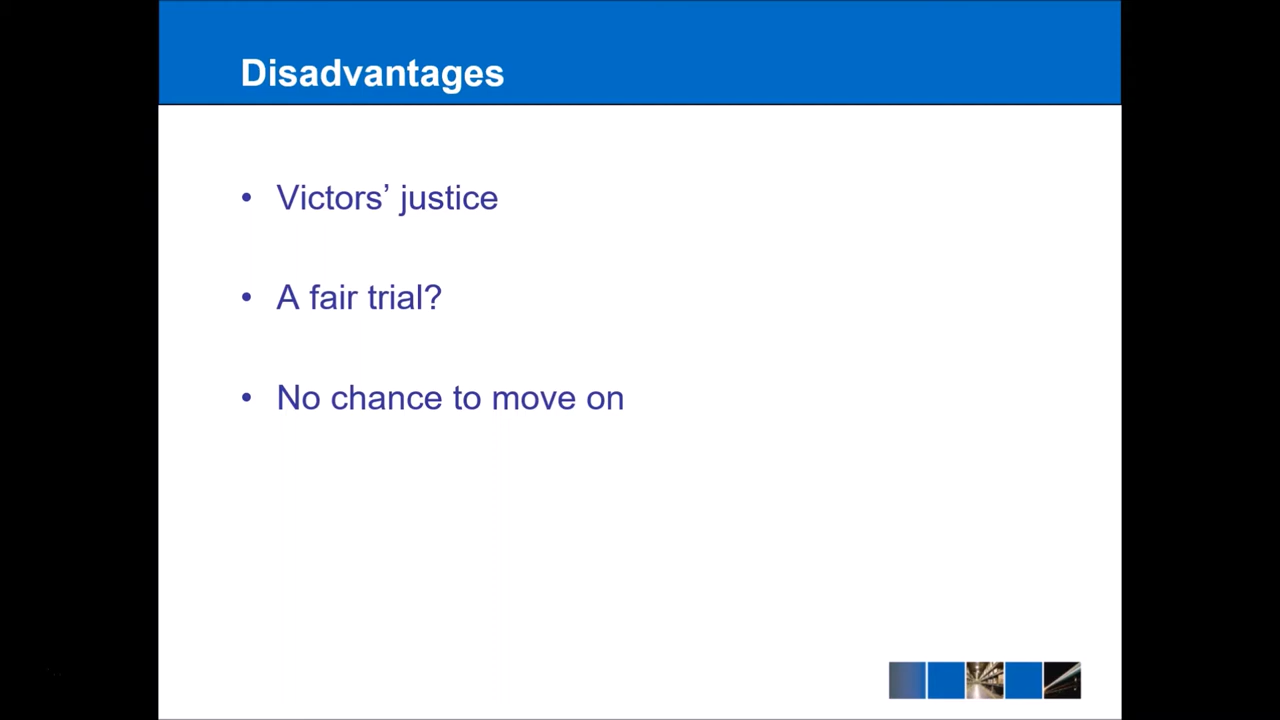 Disadvantages
• Victors’ justice
• A fair trial?
• No chance to move on